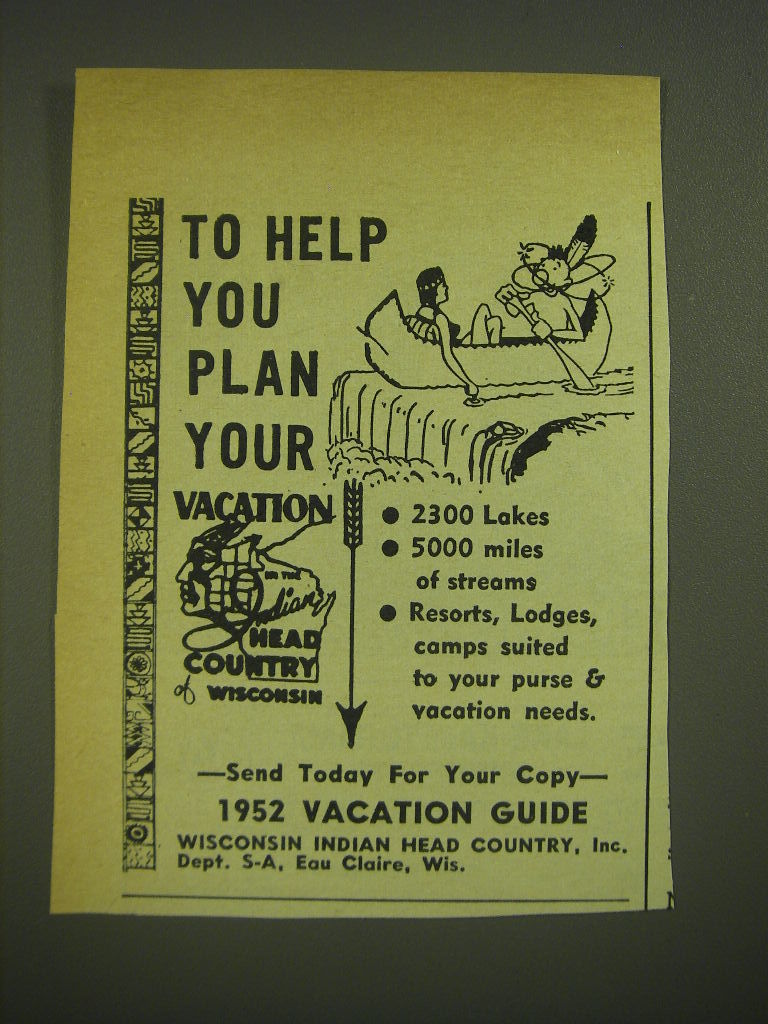 TO HELP
YOU
PLAN
YOUR
VACATION
IN THE
Indian
HEAD
COUNTRY
of WISCONSIN
● 2300 Lakes
● 5000 miles
of streams
● Resorts, Lodges,
camps suited
to your purse &
vacation needs.
—Send Today For Your Copy—
1952 VACATION GUIDE
WISCONSIN INDIAN HEAD COUNTRY, Inc.
Dept. S-A, Eau Claire, Wis.